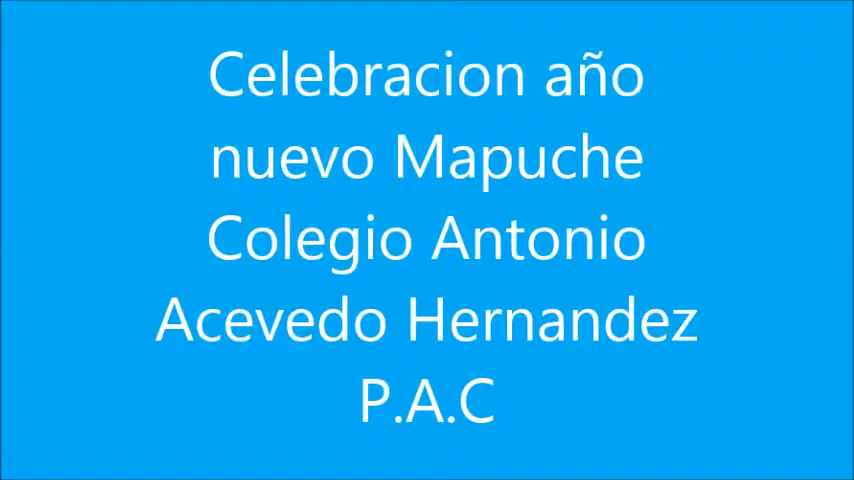 Celebracion año
nuevo Mapuche
Colegio Antonio
Acevedo Hernandez
P.A.C